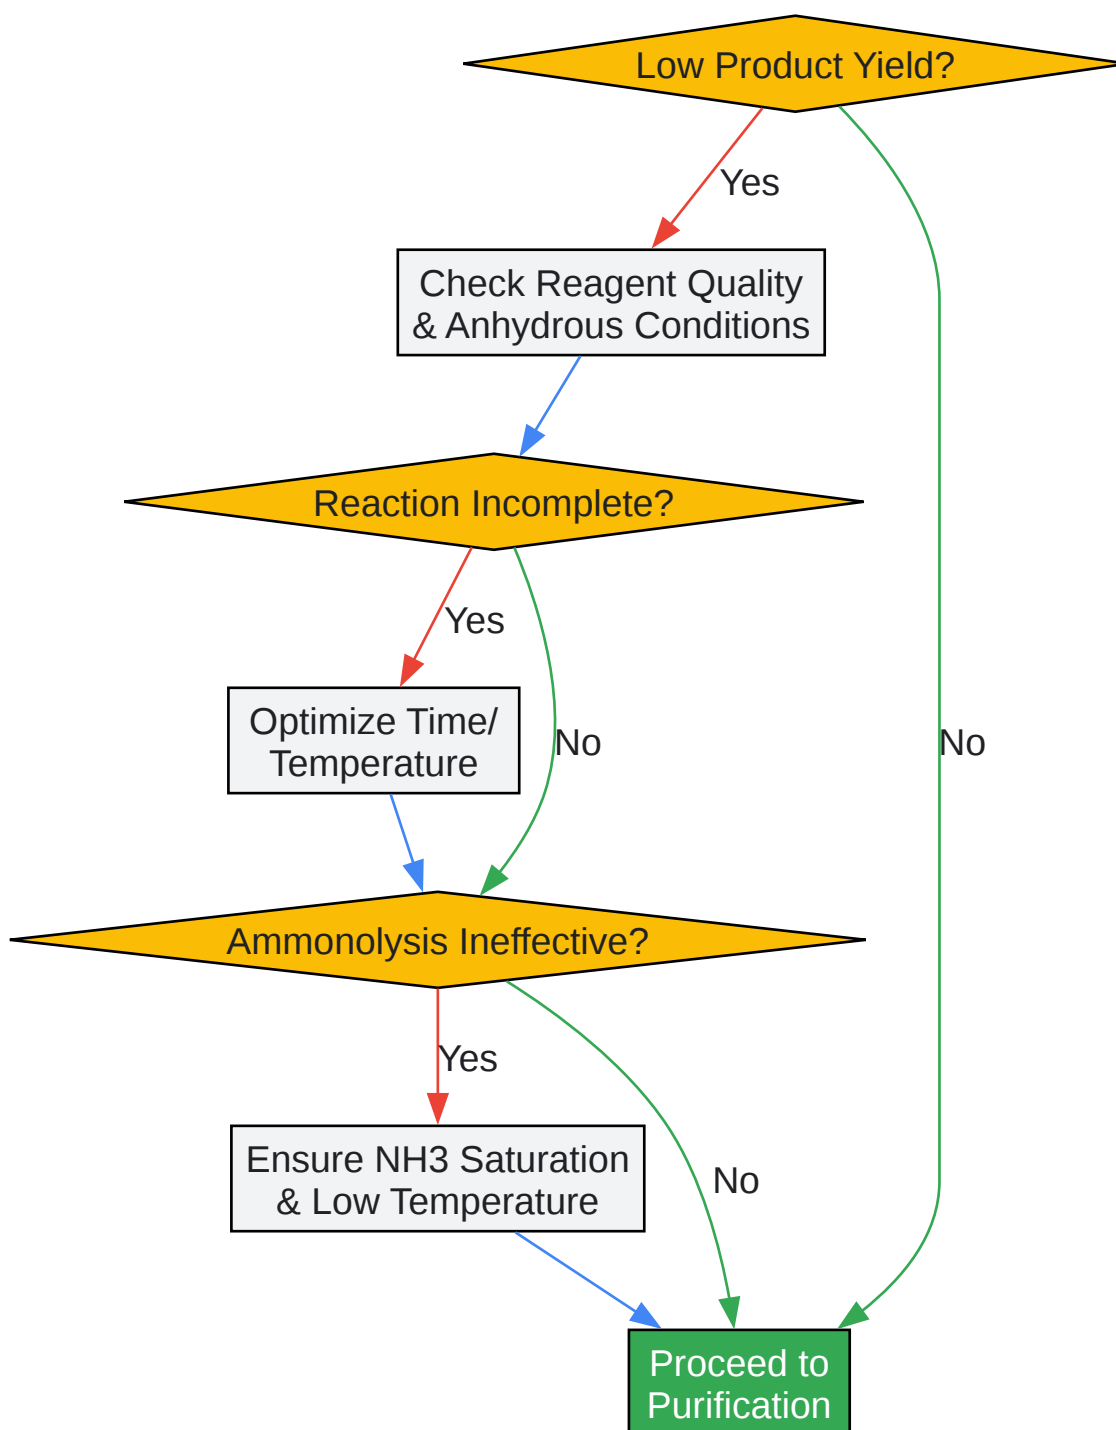 Low Product Yield?
Yes
Check Reagent Quality
& Anhydrous Conditions
Reaction Incomplete?
Yes
Optimize Time/
Temperature
No
No
Ammonolysis Ineffective?
Yes
Ensure NH3 Saturation
& Low Temperature
No
Proceed to
Purification